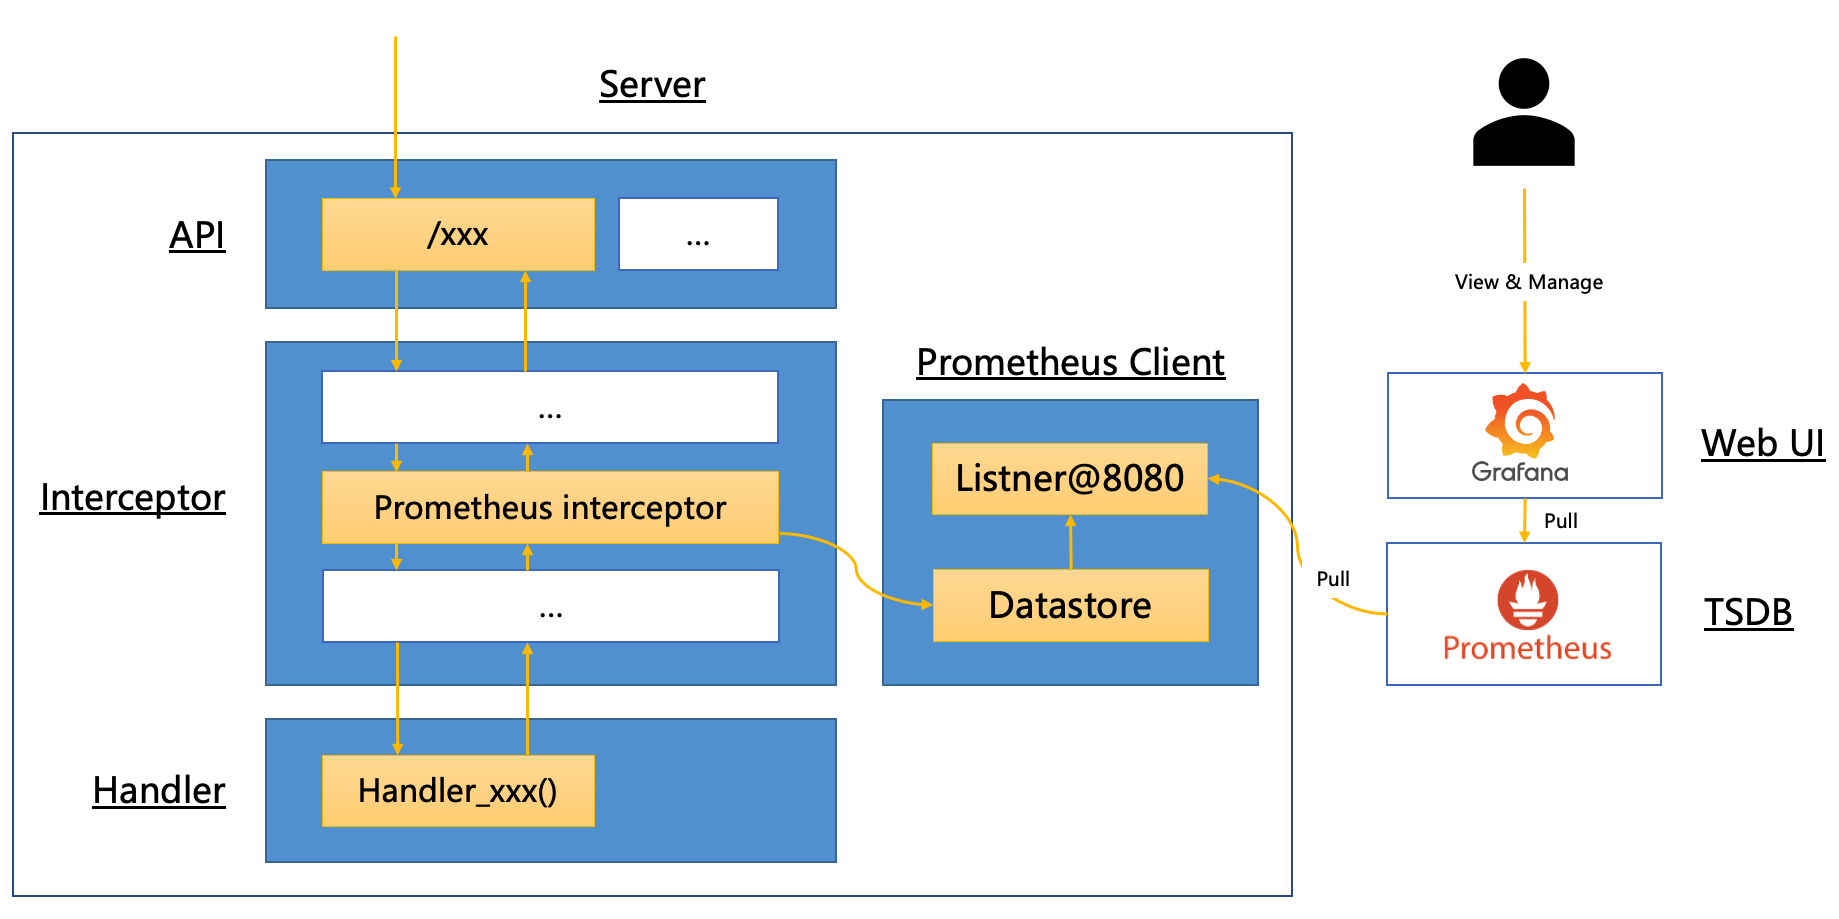 Server
API
/xxx
...
View & Manage
Interceptor
...
Prometheus interceptor
...
Prometheus Client
Listner@8080
Datastore
Pull
Grafana
Web UI
Pull
Prometheus
TSDB
Handler
Handler_xxx()